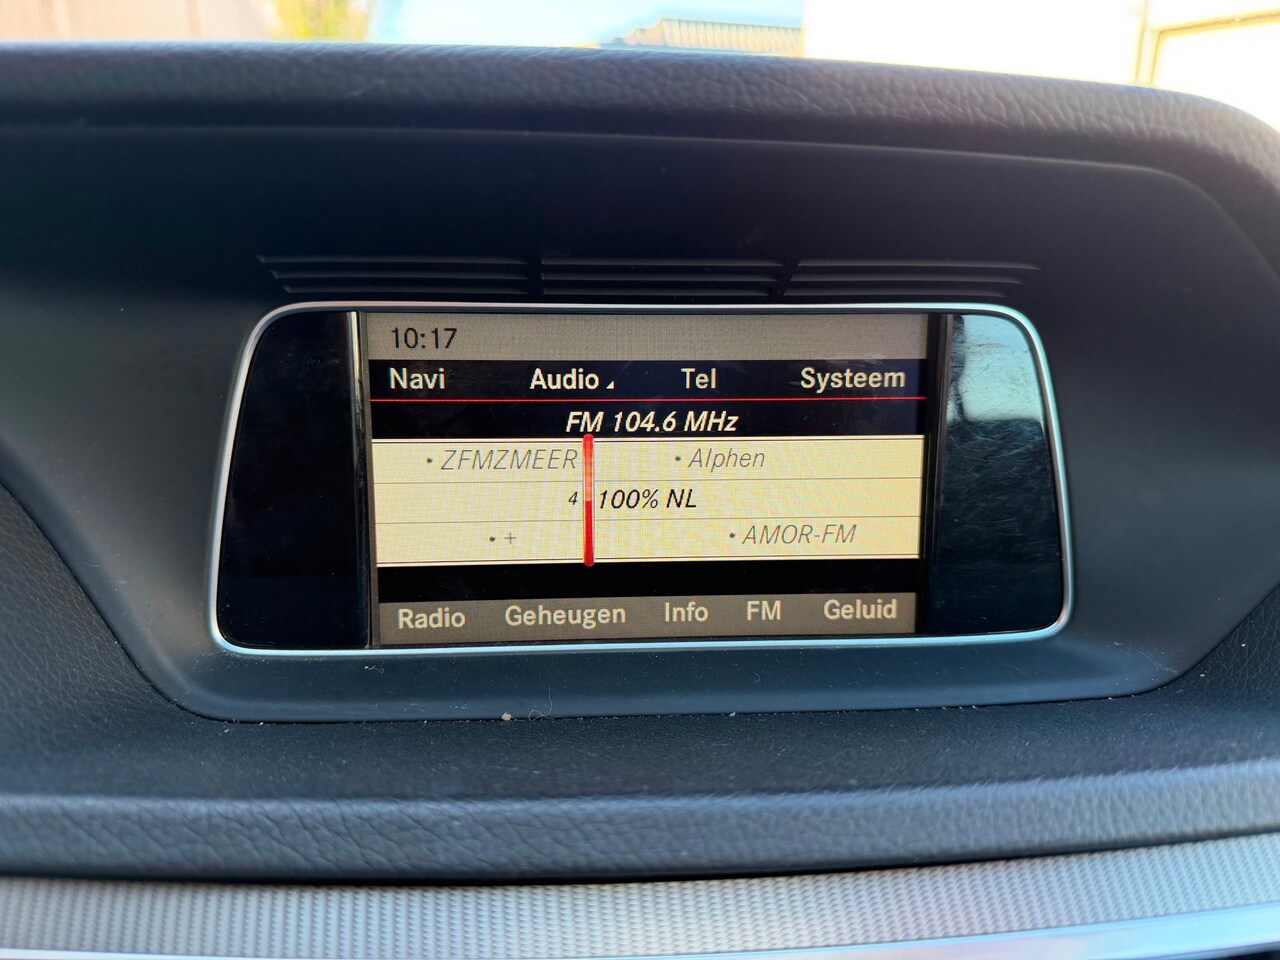 10:17
Navi Audio Tel Systeem
FM 104.6 MHz
• ZFMZMEER • Alphen
4 100% NL
• + • AMOR-FM
Radio Geheugen Info FM Geluid